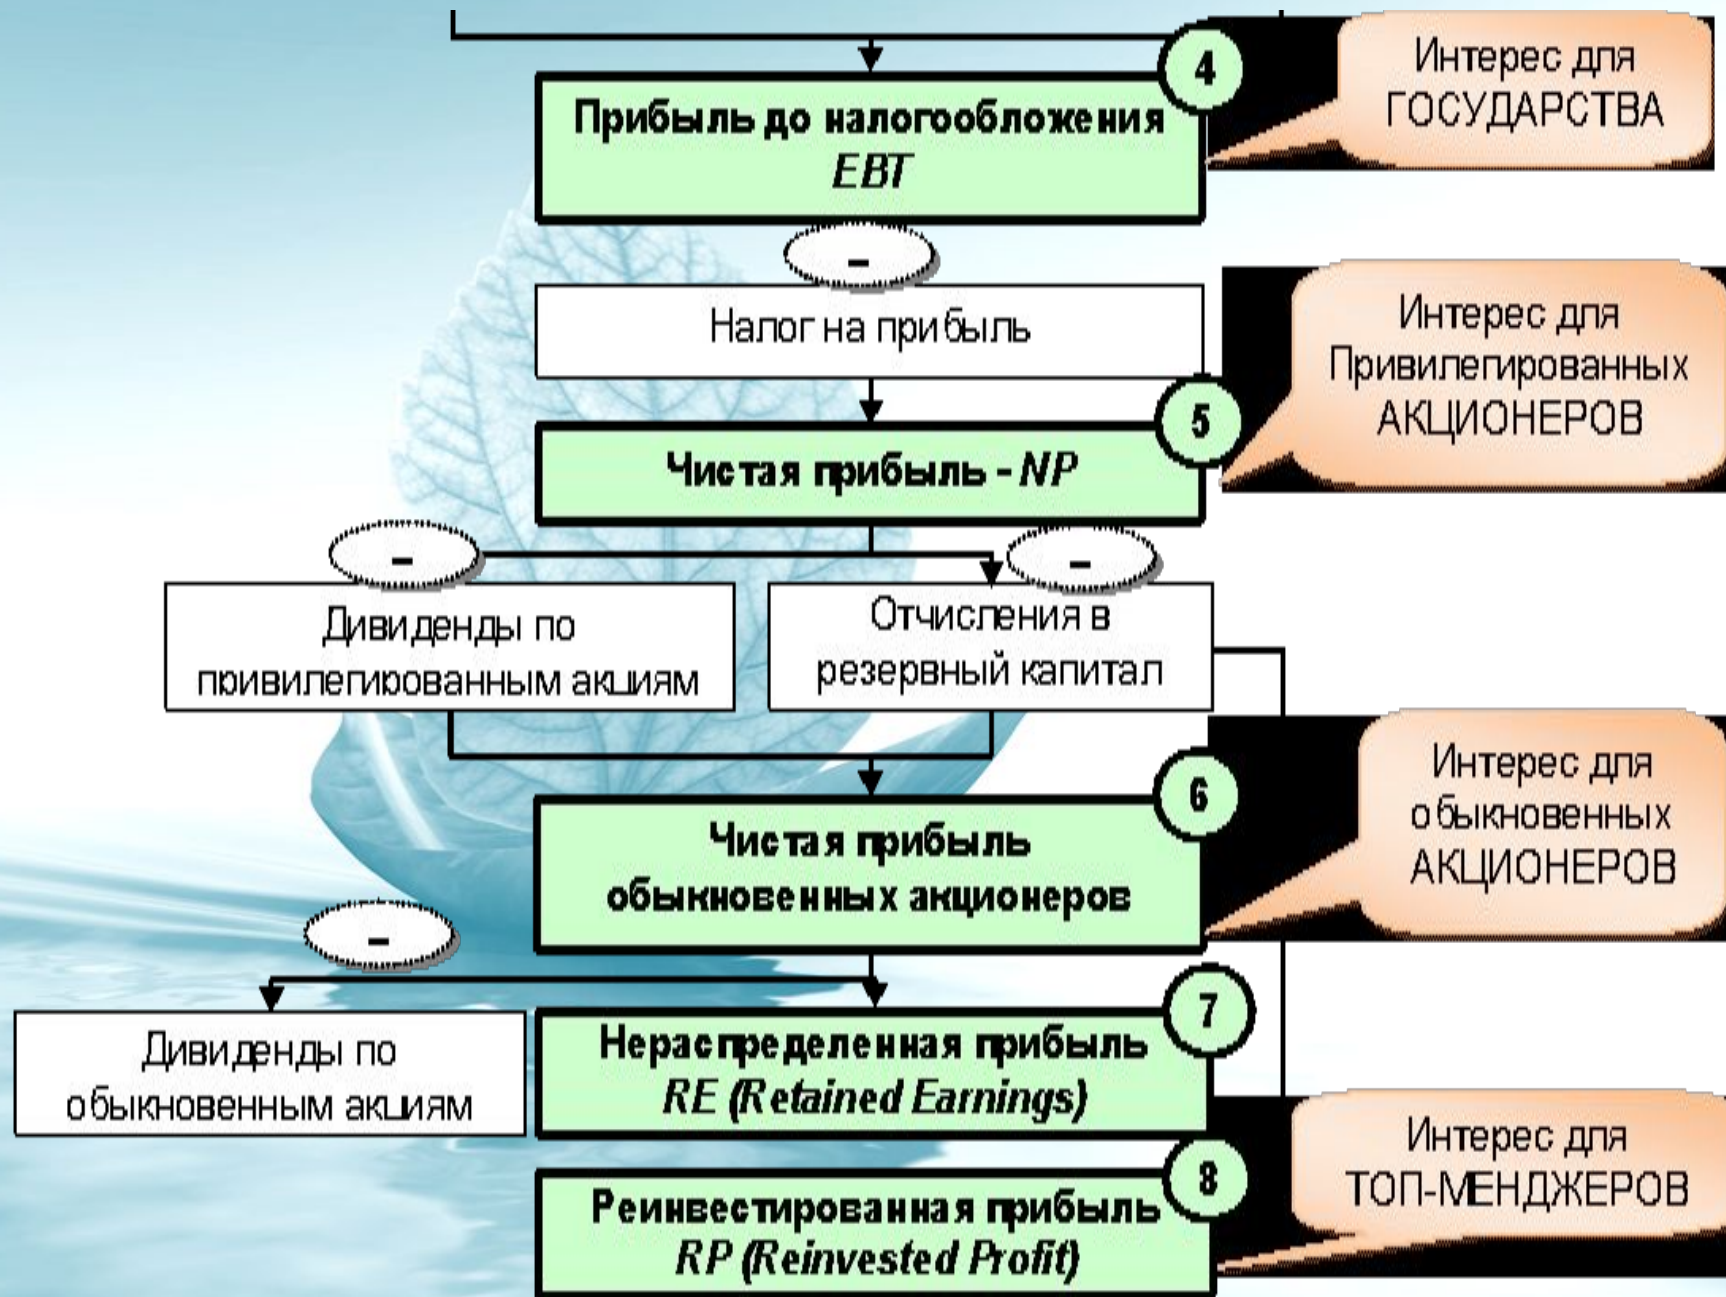 4
Интерес для
ГОСУДАРСТВА
Прибыль до налогообложения
EBT
-
Налог на прибыль
Интерес для
Привилегированных
АКЦИОНЕРОВ
5
Чистая прибыль - NP
-
-
Дивиденды по
привилегированным акциям
Отчисления в
резервный капитал
6
Интерес для
обыкновенных
АКЦИОНЕРОВ
Чистая прибыль
обыкновенных акционеров
-
7
Дивиденды по
обыкновенным акциям
Нераспределенная прибыль
RE (Retained Earnings)
8
Интерес для
ТОП-МЕНДЖЕРОВ
Реинвестированная прибыль
RP (Reinvested Profit)